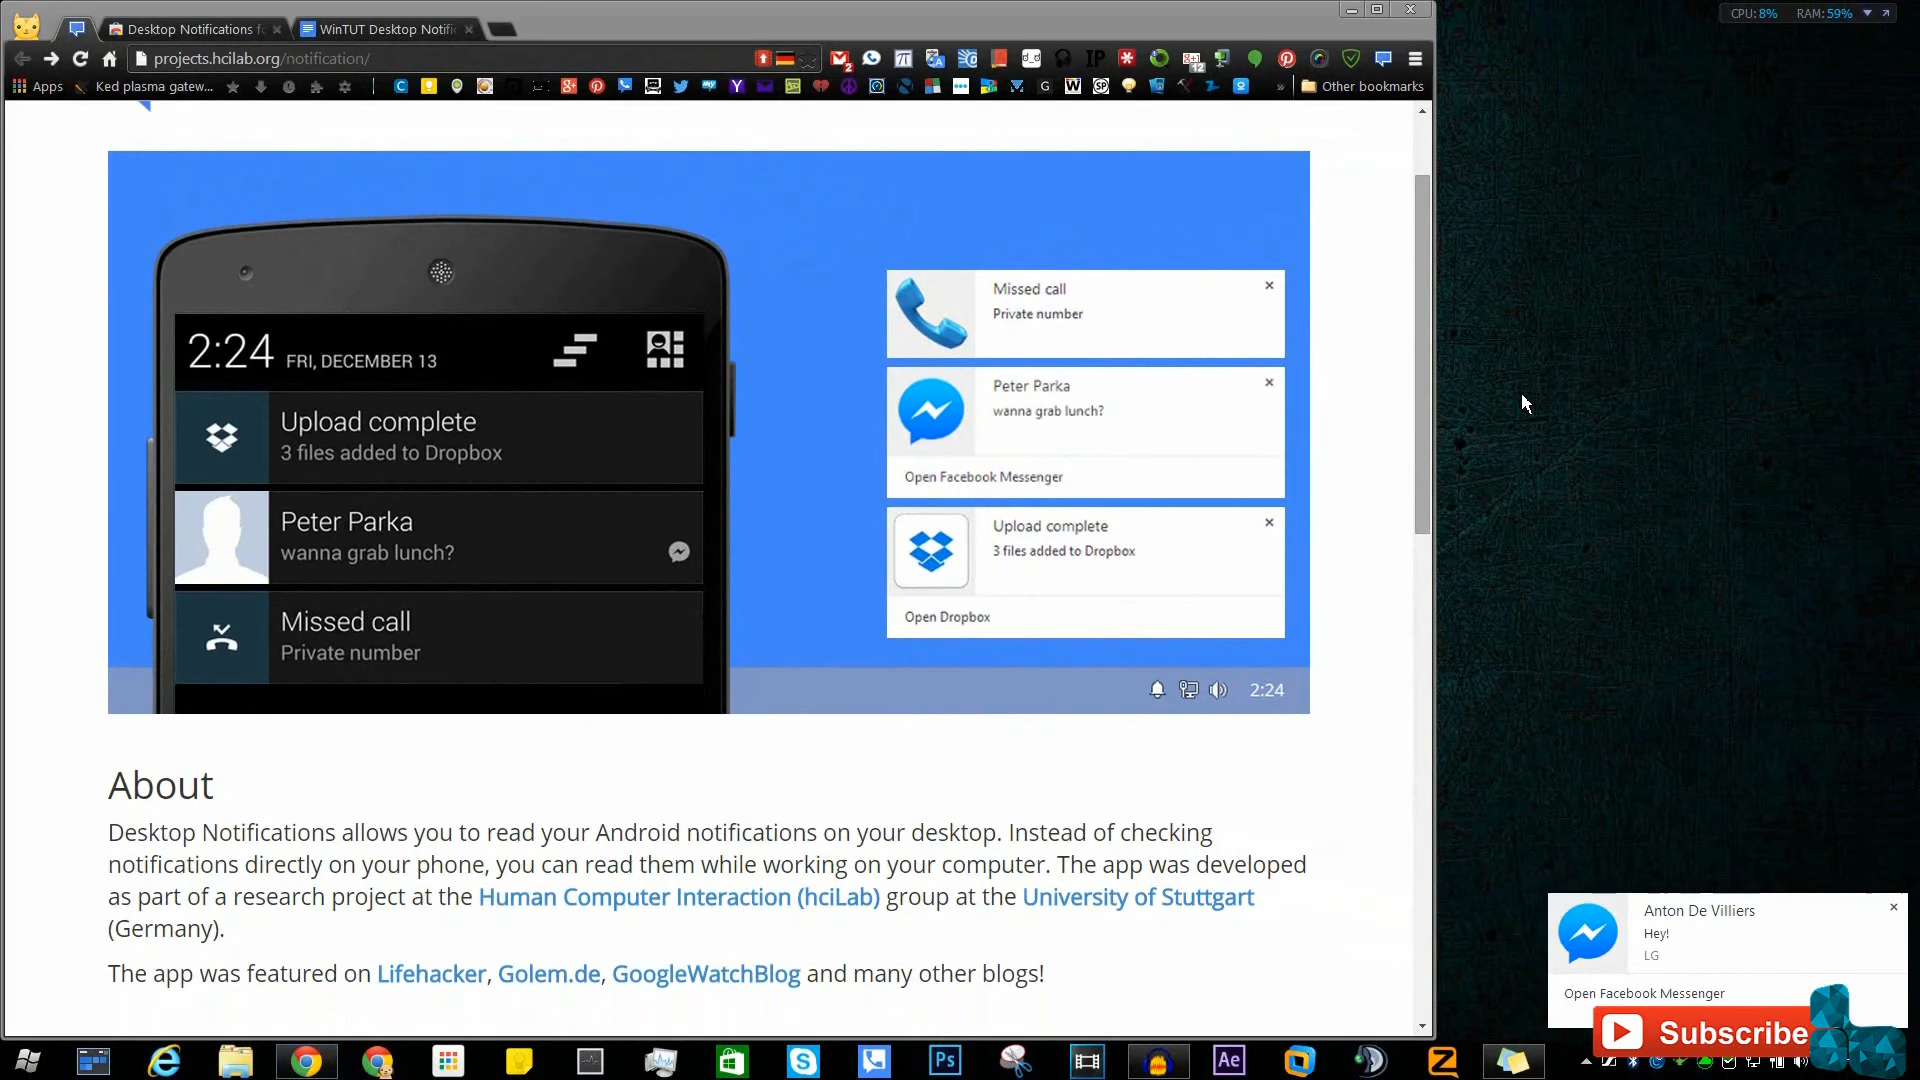 Desktop Notifications fo
WinTUT Desktop Notific
CPU: 8%
RAM: 59%
projects.hcilab.org/notification/
2
12
IP
Apps
Ked plasma gatew...
Other bookmarks
2:24 FRI, DECEMBER 13
Upload complete
3 files added to Dropbox
Peter Parka
wanna grab lunch?
Missed call
Private number
Missed call
Private number
Peter Parka
wanna grab lunch?
Open Facebook Messenger
Upload complete
3 files added to Dropbox
Open Dropbox
2:24
About
Desktop Notifications allows you to read your Android notifications on your desktop. Instead of checking
notifications directly on your phone, you can read them while working on your computer. The app was developed
as part of a research project at the Human Computer Interaction (hciLab) group at the University of Stuttgart
(Germany).
The app was featured on Lifehacker, Golem.de, GoogleWatchBlog and many other blogs!
Anton De Villiers
Hey!
LG
Open Facebook Messenger
Subscribe
Ps
Ae